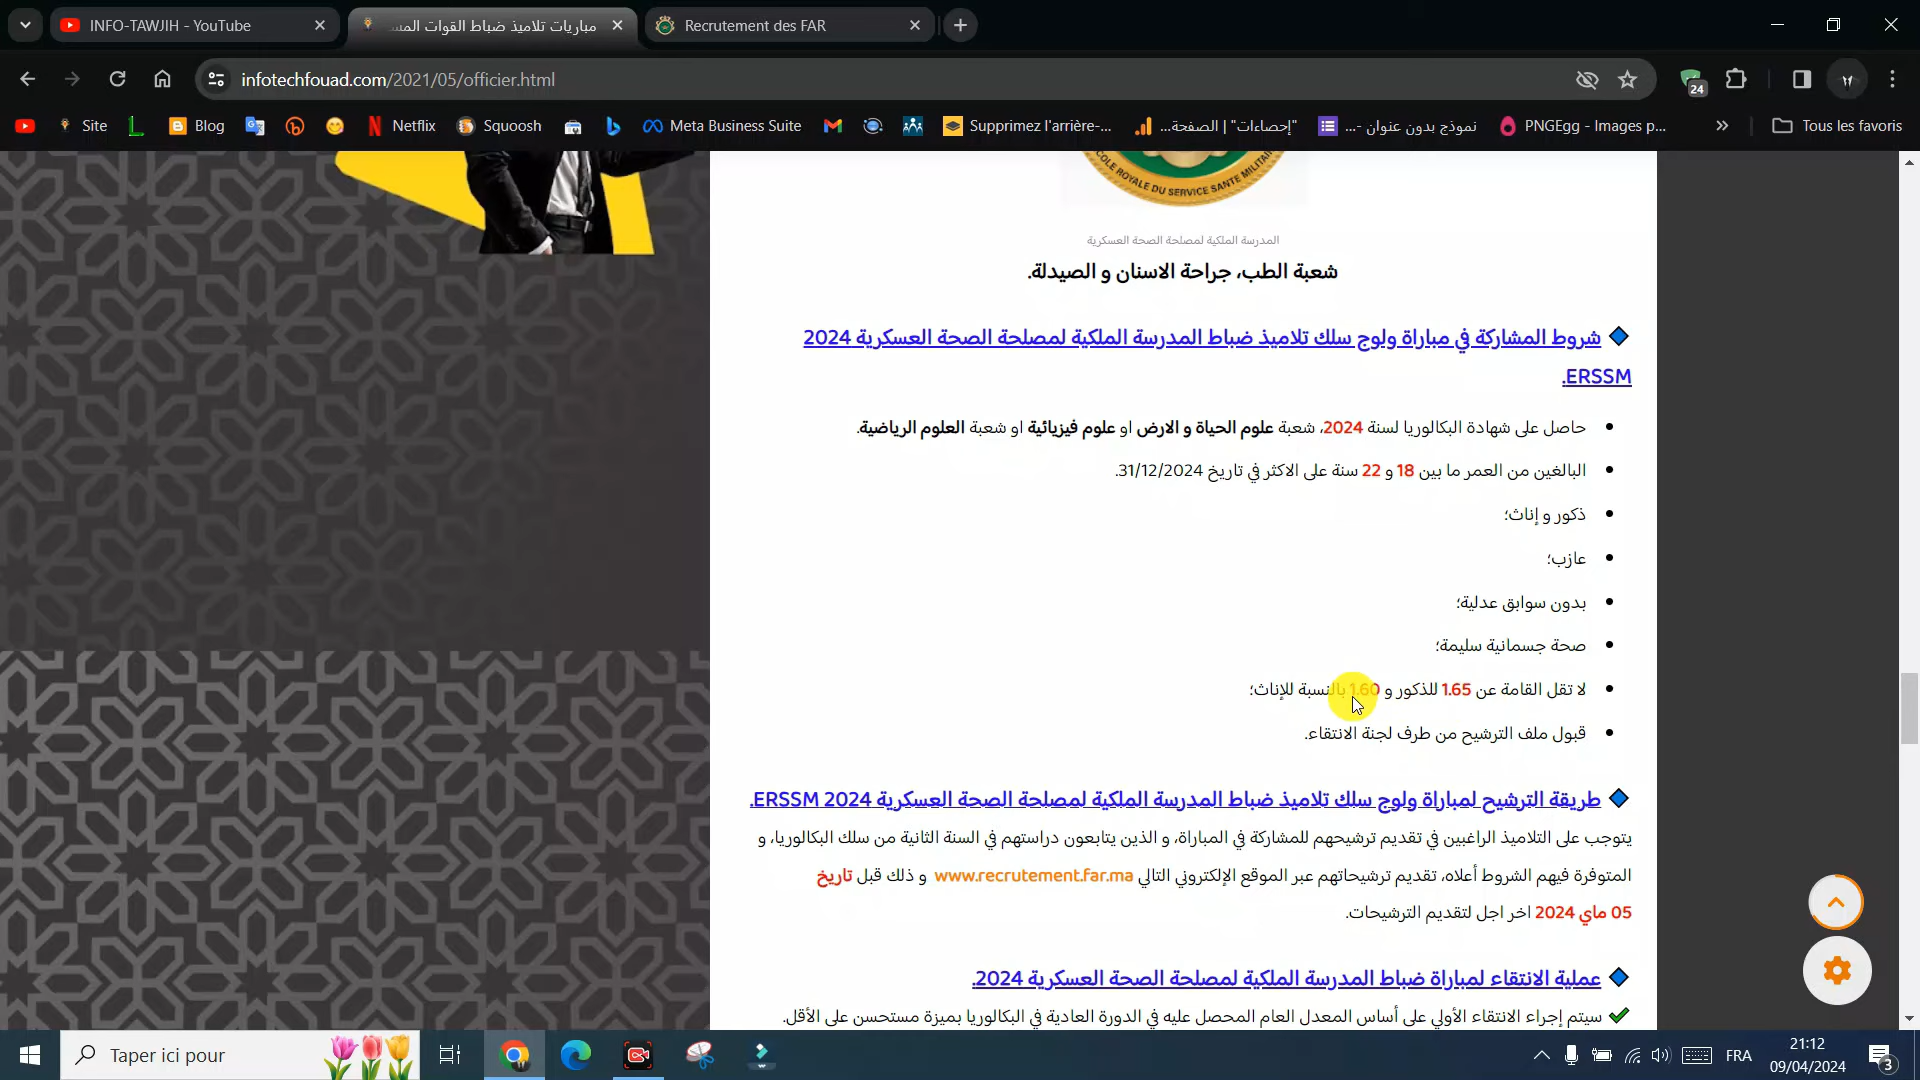 INFO-TAWJIH - YouTube
مباريات تلاميذ ضباط القوات المس
Recrutement des FAR
infotechfouad.com/2021/05/officier.html
24
Site
Blog
Netflix
Squoosh
Meta Business Suite
Supprimez l'arrière-...
"إحصاءات" | الصفحة...
نموذج بدون عنوان -...
PNGEgg - Images p...
Tous les favoris
COLE ROYALE DU SERVICE SANTE MILITAI
المدرسة الملكية لمصلحة الصحة العسكرية
شعبة الطب، جراحة الاسنان و الصيدلة.
شروط المشاركة في مباراة ولوج سلك تلاميذ ضباط المدرسة الملكية لمصلحة الصحة العسكرية 2024
ERSSM.
حاصل على شهادة البكالوريا لسنة 2024، شعبة علوم الحياة و الارض او علوم فيزيائية او شعبة العلوم الرياضية.
البالغين من العمر ما بين 18 و 22 سنة على الاكثر في تاريخ 31/12/2024.
ذكور و إناث؛
عازب؛
بدون سوابق عدلية؛
صحة جسمانية سليمة؛
لا تقل القامة عن 1.65 للذكور و 1.60 بالنسبة للإناث؛
قبول ملف الترشيح من طرف لجنة الانتقاء.
طريقة الترشيح لمباراة ولوج سلك تلاميذ ضباط المدرسة الملكية لمصلحة الصحة العسكرية 2024 ERSSM.
يتوجب على التلاميذ الراغبين في تقديم ترشيحهم للمشاركة في المباراة، و الذين يتابعون دراستهم في السنة الثانية من سلك البكالوريا، و
المتوفرة فيهم الشروط أعلاه، تقديم ترشيحاتهم عبر الموقع الإلكتروني التالي www.recrutement.far.ma و ذلك قبل تاريخ
05 ماي 2024 اخر اجل لتقديم الترشيحات.
عملية الانتقاء لمباراة ضباط المدرسة الملكية لمصلحة الصحة العسكرية 2024.
سيتم إجراء الانتقاء الأولي على أساس المعدل العام المحصل عليه في الدورة العادية في البكالوريا بميزة مستحسن على الأقل.
Taper ici pour
FRA
21:12
09/04/2024
3